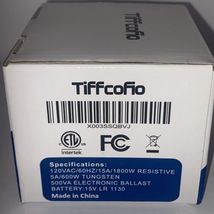 Tiffcofio
X003SSQBVJ
ETL
Intertek
FC
Specifications:
120VAC/60HZ/15A/1800W RESISTIVE
5A/600W TUNGSTEN
500VA ELECTRONIC BALLAST
BATTERY:15V LR 1130
Made in China